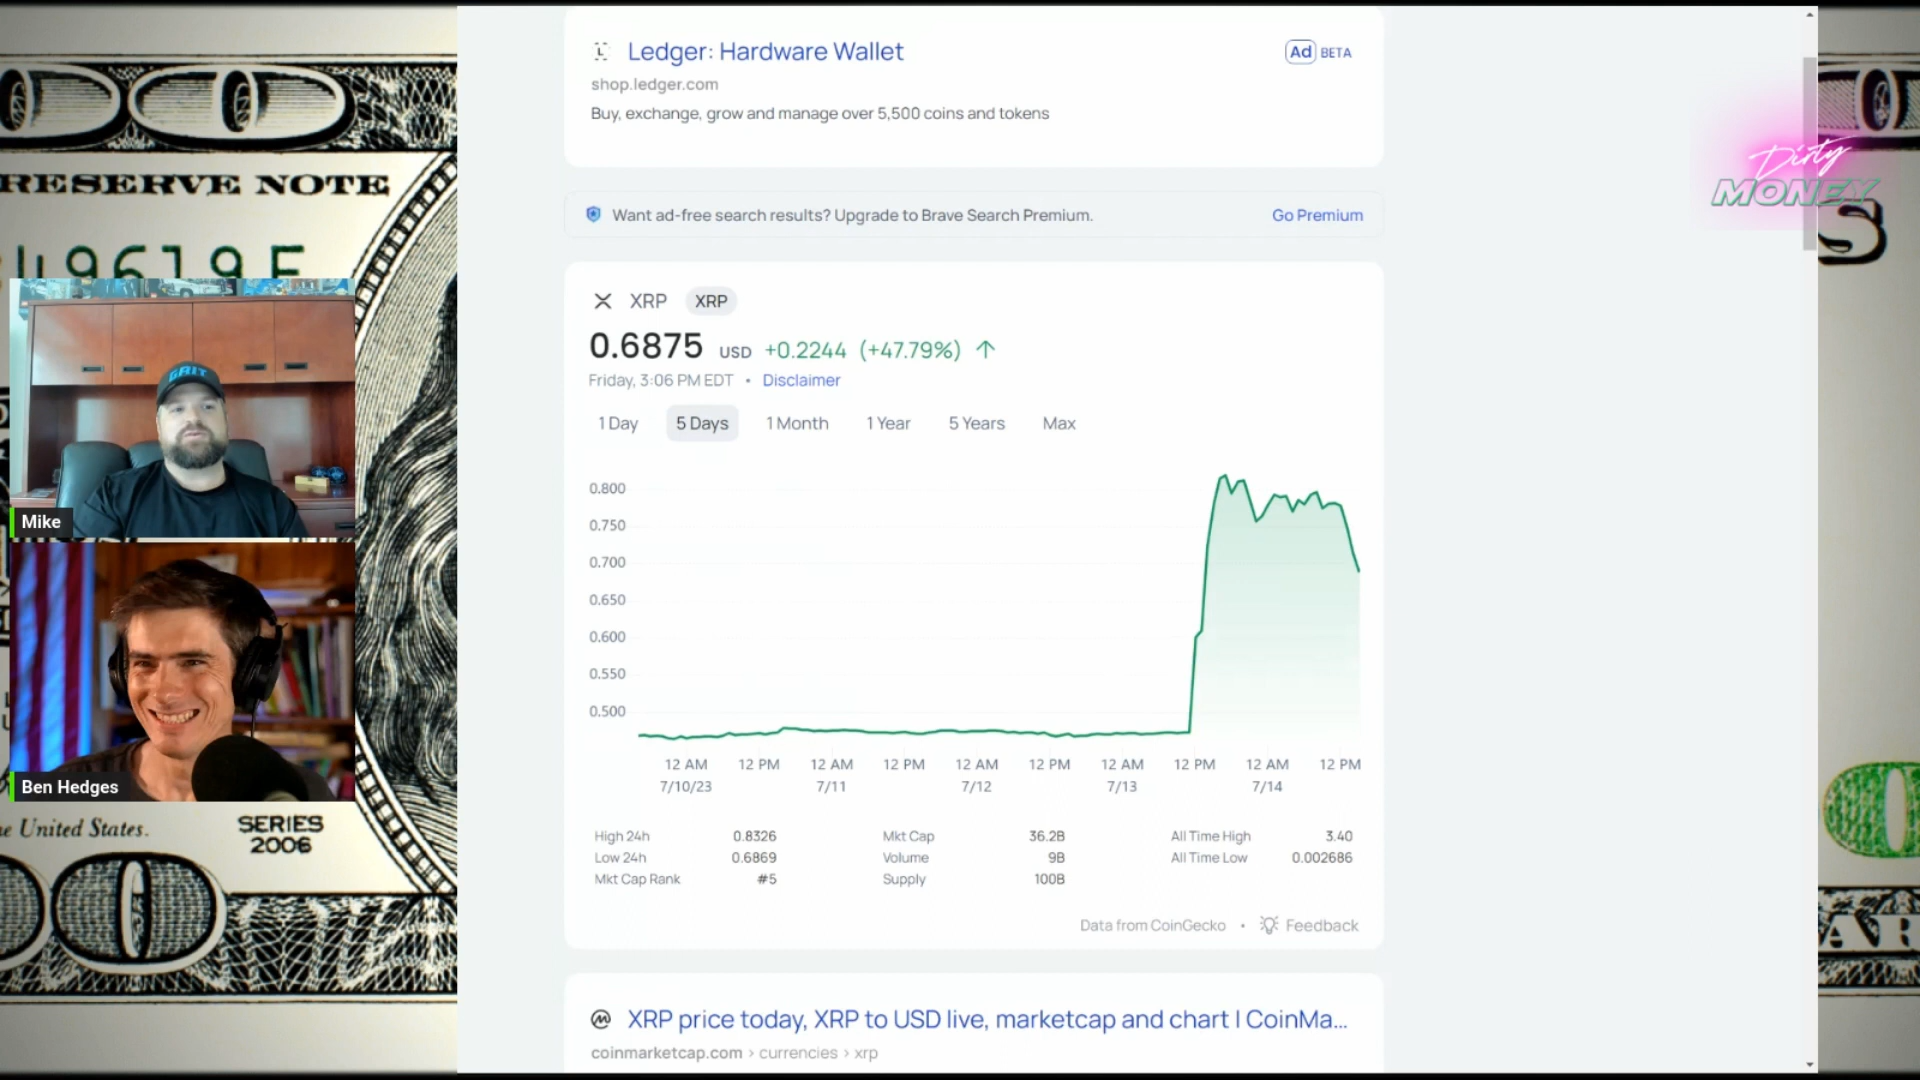 Ledger: Hardware Wallet
Ad BETA
shop.ledger.com
Buy, exchange, grow and manage over 5,500 coins and tokens
Want ad-free search results? Upgrade to Brave Search Premium.
Go Premium
Dirty
MONEY
RESERVE NOTE
49619F
XRP XRP
0.6875 USD +0.2244 (+47.79%)
Friday, 3:06 PM EDT • Disclaimer
1 Day 5 Days 1 Month 1 Year 5 Years Max
GRIT
Mike
Ben Hedges
0.800
0.750
0.700
0.650
0.600
0.550
0.500
12 AM 12 PM 12 AM 12 PM 12 AM 12 PM 12 AM 12 PM 12 AM 12 PM
7/10/23 7/11 7/12 7/13 7/14
High 24h 0.8326 Mkt Cap 36.2B All Time High 3.40
Low 24h 0.6869 Volume 9B All Time Low 0.002686
Mkt Cap Rank #5 Supply 100B
Data from CoinGecko • Feedback
e United States.
SERIES
2006
XRP price today, XRP to USD live, marketcap and chart | CoinMa...
coinmarketcap.com › currencies › xrp